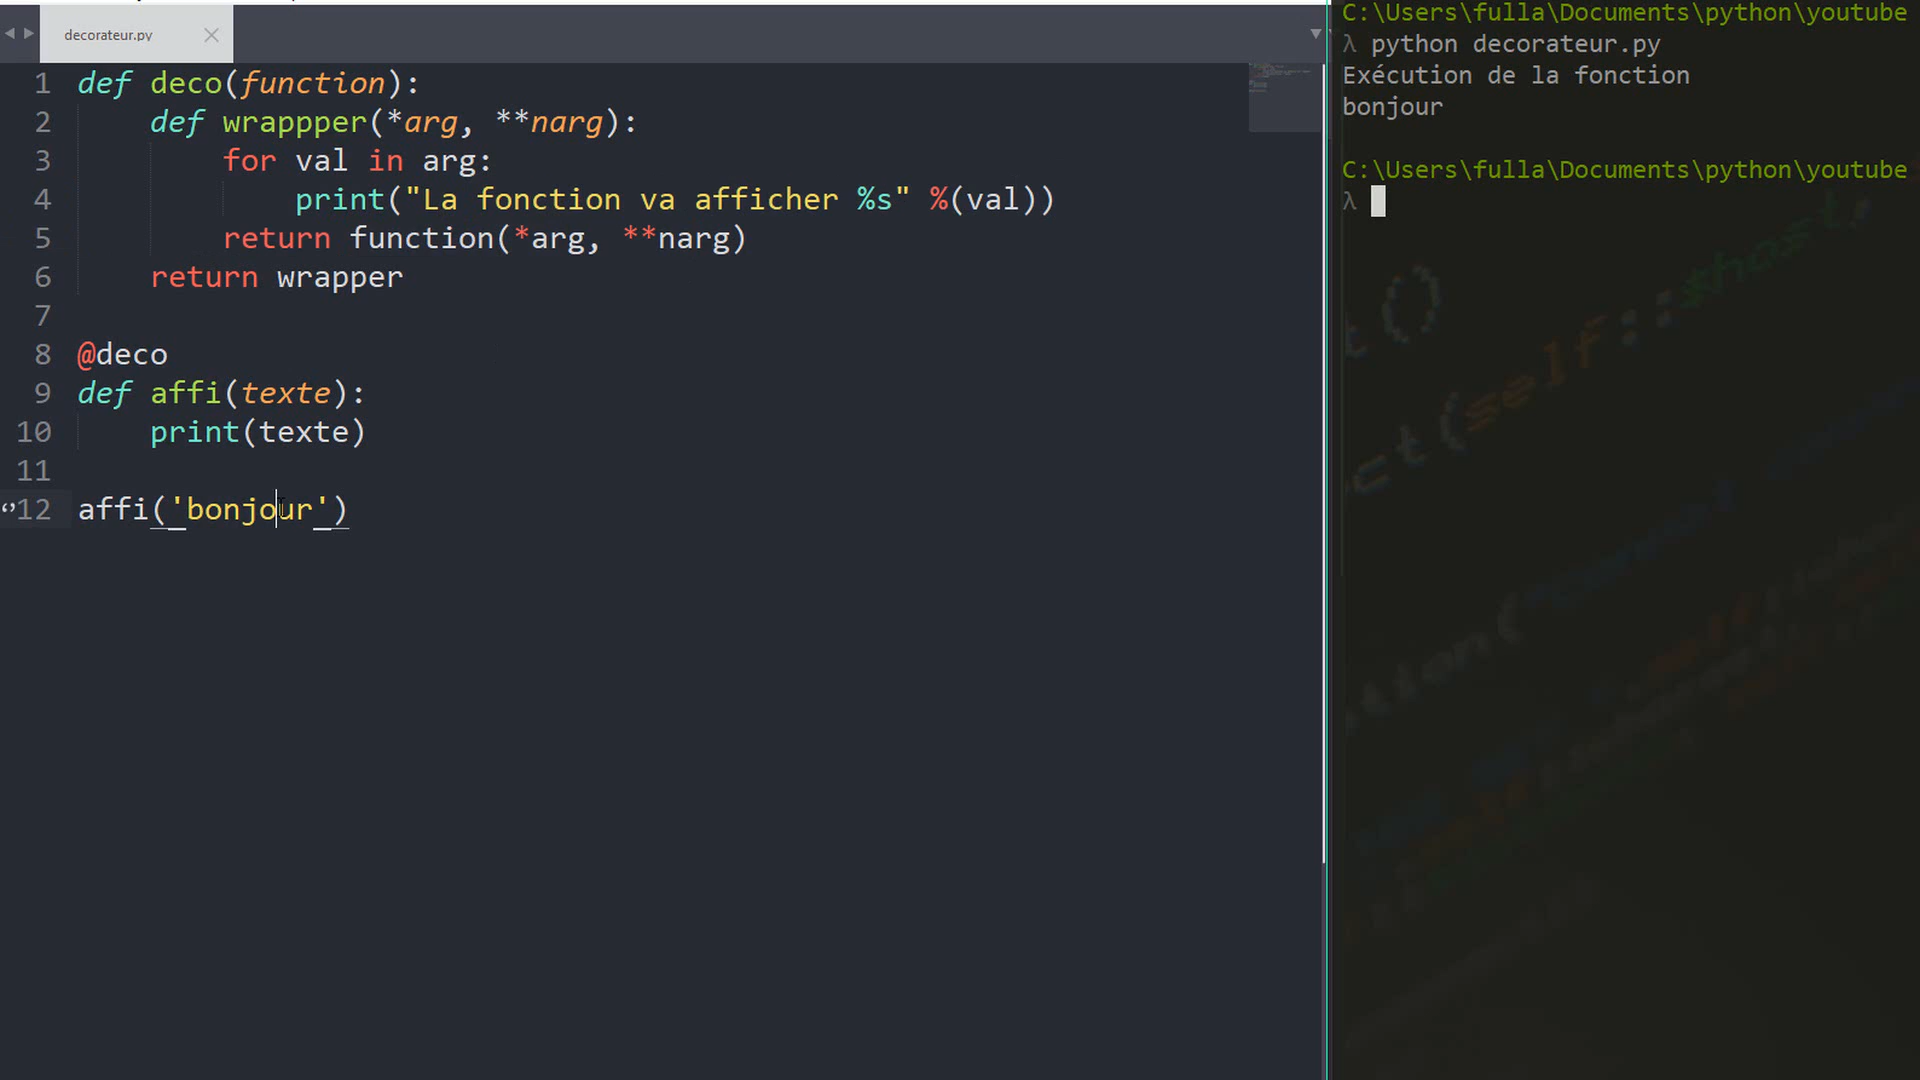 decorateur.py
1 def deco(function):
2 def wrappper(*arg, **narg):
3 for val in arg:
4 print("La fonction va afficher %s" %(val))
5 return function(*arg, **narg)
6 return wrapper
7
8 @deco
9 def affi(texte):
10 print(texte)
11
12 affi('bonjour')
C:\Users\fulla\Documents\python\youtube
λ python decorateur.py
Exécution de la fonction
bonjour
C:\Users\fulla\Documents\python\youtube
λ
t()
ct(self::$host,